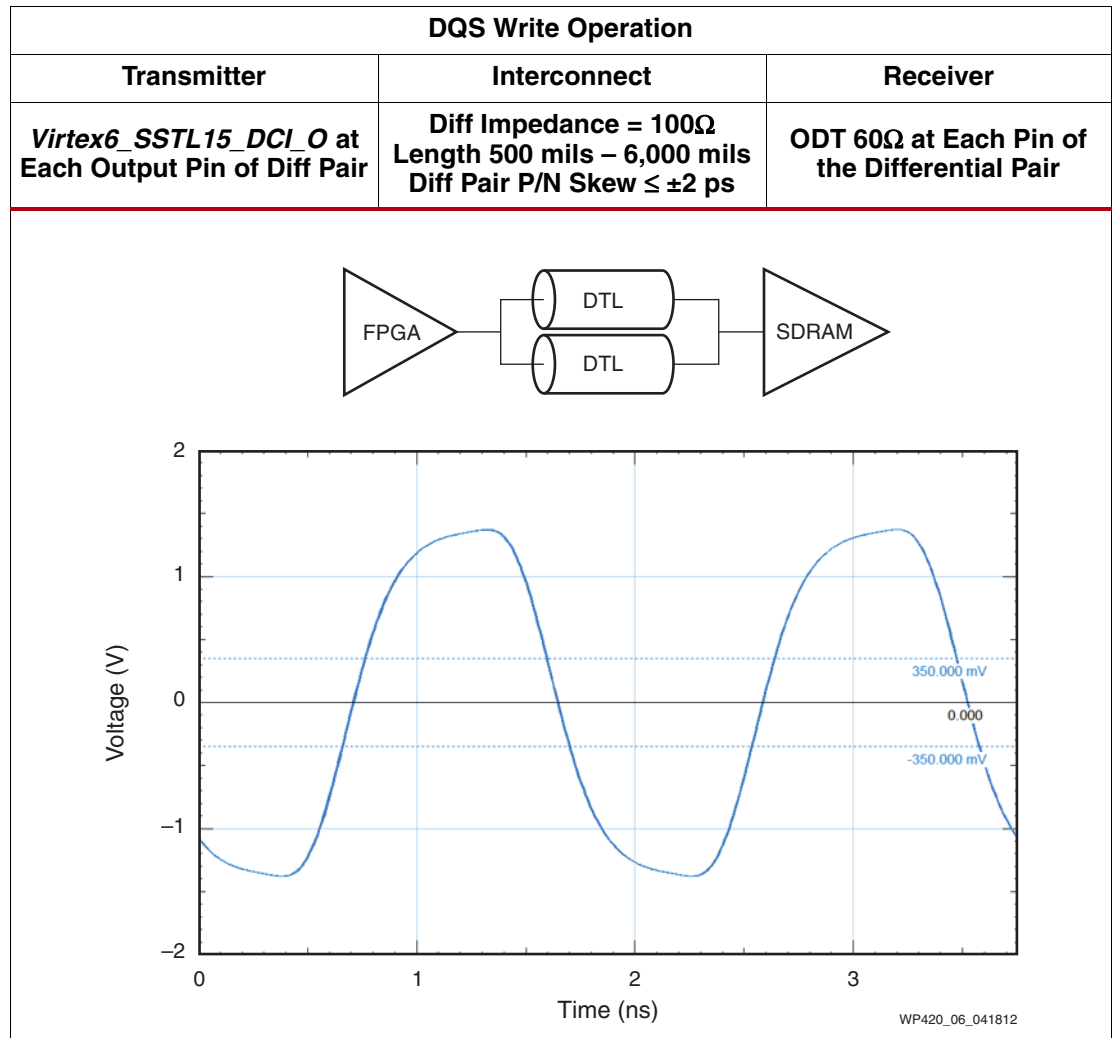 DQS Write Operation
Transmitter
Interconnect
Receiver
Virtex6_SSTL15_DCI_O at
Each Output Pin of Diff Pair
Diff Impedance = 100Ω
Length 500 mils – 6,000 mils
Diff Pair P/N Skew ≤ ±2 ps
ODT 60Ω at Each Pin of
the Differential Pair
FPGA
DTL
DTL
SDRAM
2
1
0
–1
–2
Voltage (V)
350.000 mV
0.000
-350.000 mV
0
1
2
3
Time (ns)
WP420_06_041812